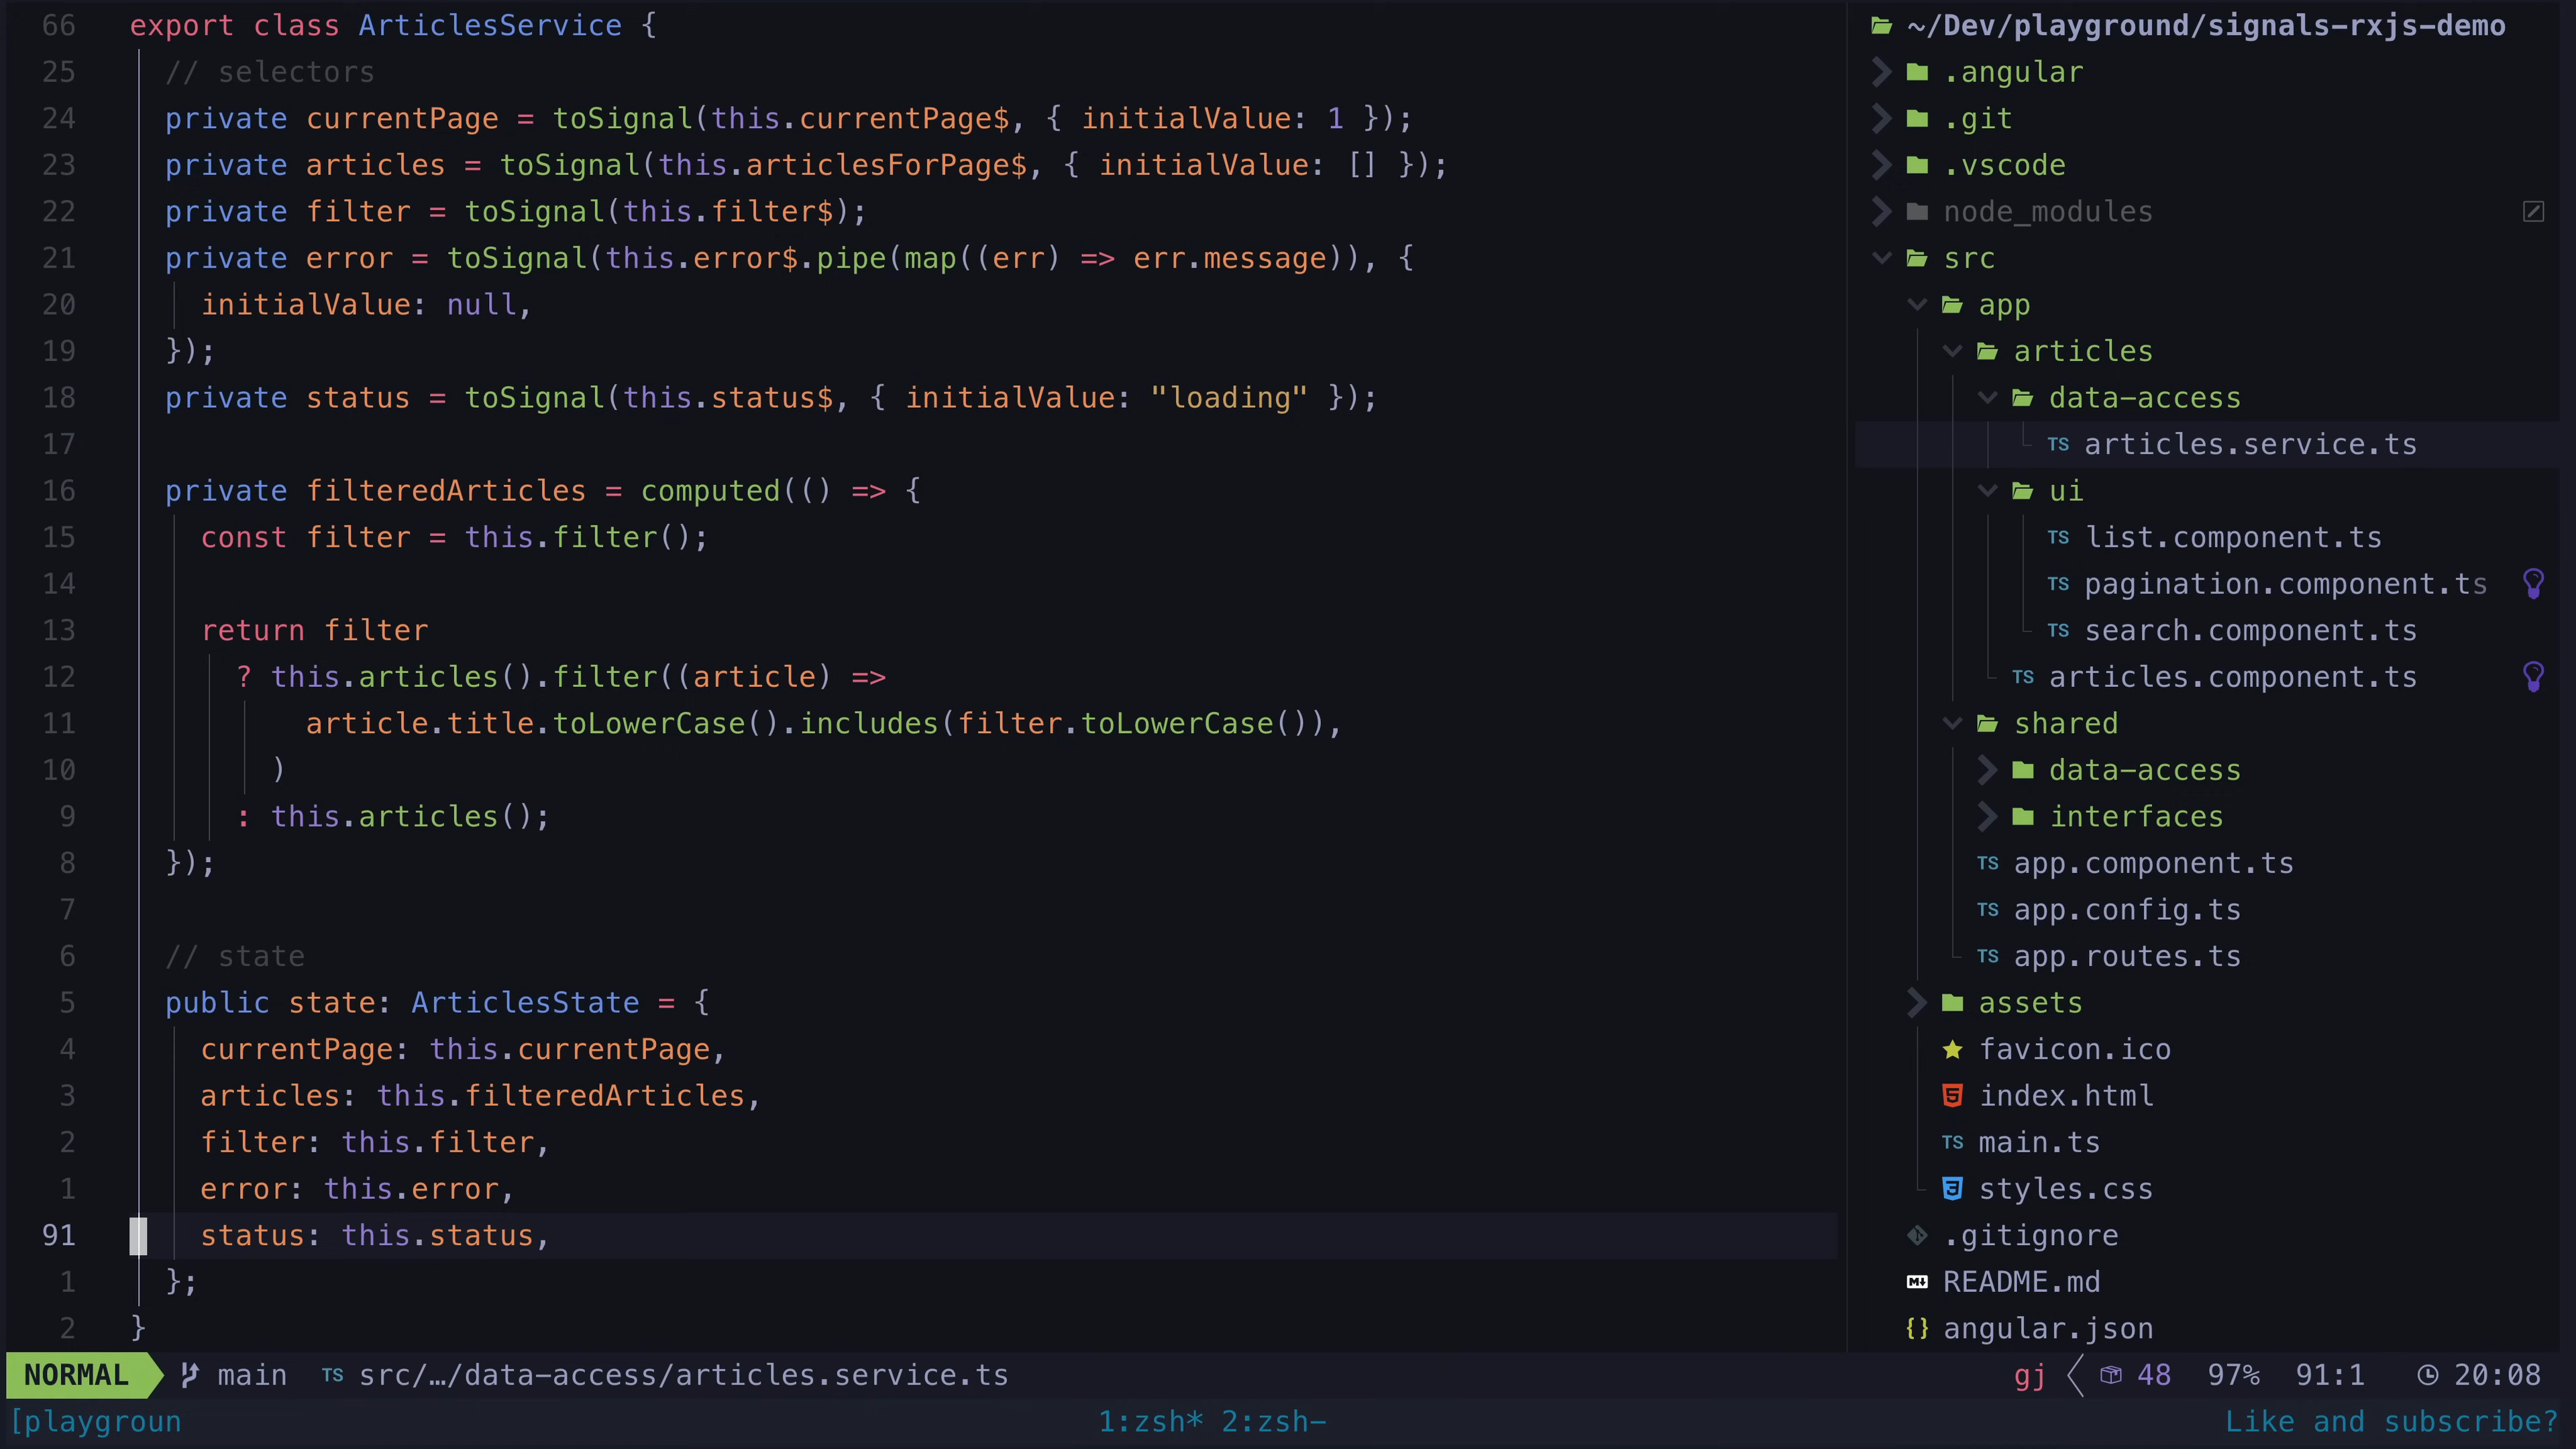 66 export class ArticlesService {
25 // selectors
24 private currentPage = toSignal(this.currentPage$, { initialValue: 1 });
23 private articles = toSignal(this.articlesForPage$, { initialValue: [] });
22 private filter = toSignal(this.filter$);
21 private error = toSignal(this.error$.pipe(map((err) => err.message)), {
20 initialValue: null,
19 });
18 private status = toSignal(this.status$, { initialValue: "loading" });
17
16 private filteredArticles = computed(() => {
15 const filter = this.filter();
14
13 return filter
12 ? this.articles().filter((article) =>
11 article.title.toLowerCase().includes(filter.toLowerCase()),
10 )
9 : this.articles();
8 });
7
6 // state
5 public state: ArticlesState = {
4 currentPage: this.currentPage,
3 articles: this.filteredArticles,
2 filter: this.filter,
1 error: this.error,
91 status: this.status,
1 };
2 }
~/Dev/playground/signals-rxjs-demo
.angular
.git
.vscode
node_modules
src
app
articles
data-access
TS articles.service.ts
ui
TS list.component.ts
TS pagination.component.ts
TS search.component.ts
TS articles.component.ts
shared
data-access
interfaces
TS app.component.ts
TS app.config.ts
TS app.routes.ts
assets
favicon.ico
5 index.html
TS main.ts
3 styles.css
.gitignore
M↓ README.md
{} angular.json
NORMAL main TS src/…/data-access/articles.service.ts gj 48 97% 91:1 20:08
[playgroun 1:zsh* 2:zsh- Like and subscribe?